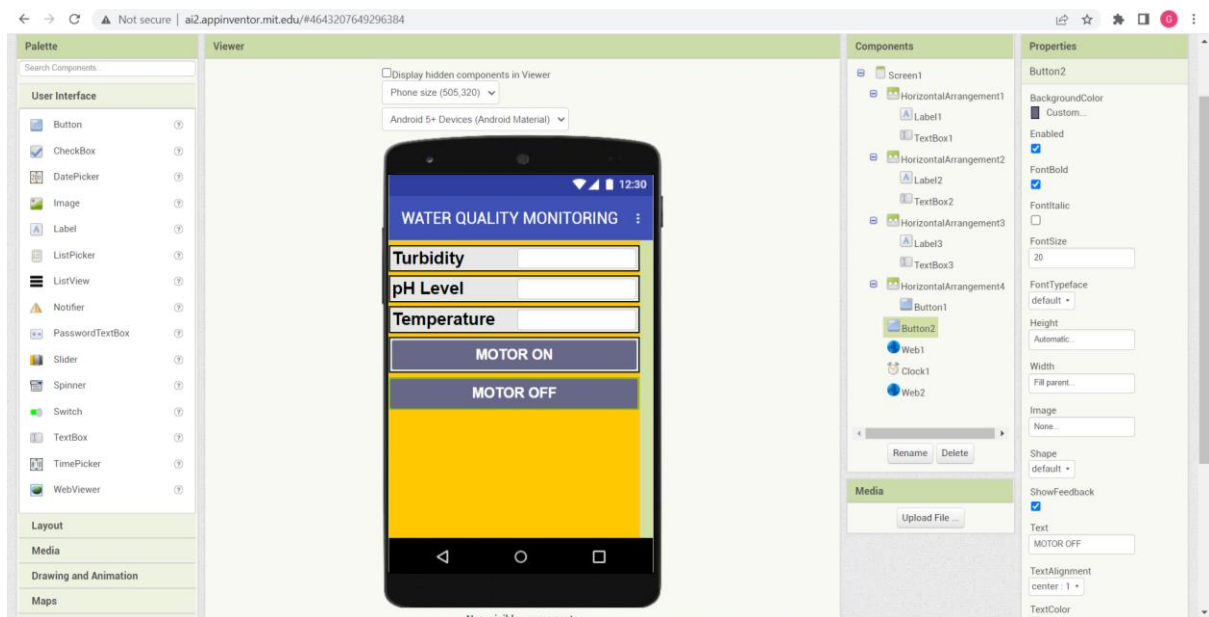 Not secure | ai2.appinventor.mit.edu/#4643207649296384
G
Palette
Search Components...
User Interface
Button
CheckBox
DatePicker
Image
Label
ListPicker
ListView
Notifier
PasswordTextBox
Slider
Spinner
Switch
TextBox
TimePicker
WebViewer
Layout
Media
Drawing and Animation
Maps
Viewer
Display hidden components in Viewer
Phone size (505,320)
Android 5+ Devices (Android Material)
12:30
WATER QUALITY MONITORING
Turbidity
pH Level
Temperature
MOTOR ON
MOTOR OFF
Components
Screen1
HorizontalArrangement1
Label1
TextBox1
HorizontalArrangement2
Label2
TextBox2
HorizontalArrangement3
Label3
TextBox3
HorizontalArrangement4
Button1
Button2
Web1
Clock1
Web2
Rename Delete
Media
Upload File ...
Properties
Button2
BackgroundColor
Custom...
Enabled
FontBold
FontItalic
FontSize
20
FontTypeface
default
Height
Automatic...
Width
Fill parent...
Image
None...
Shape
default
ShowFeedback
Text
MOTOR OFF
TextAlignment
center : 1
TextColor